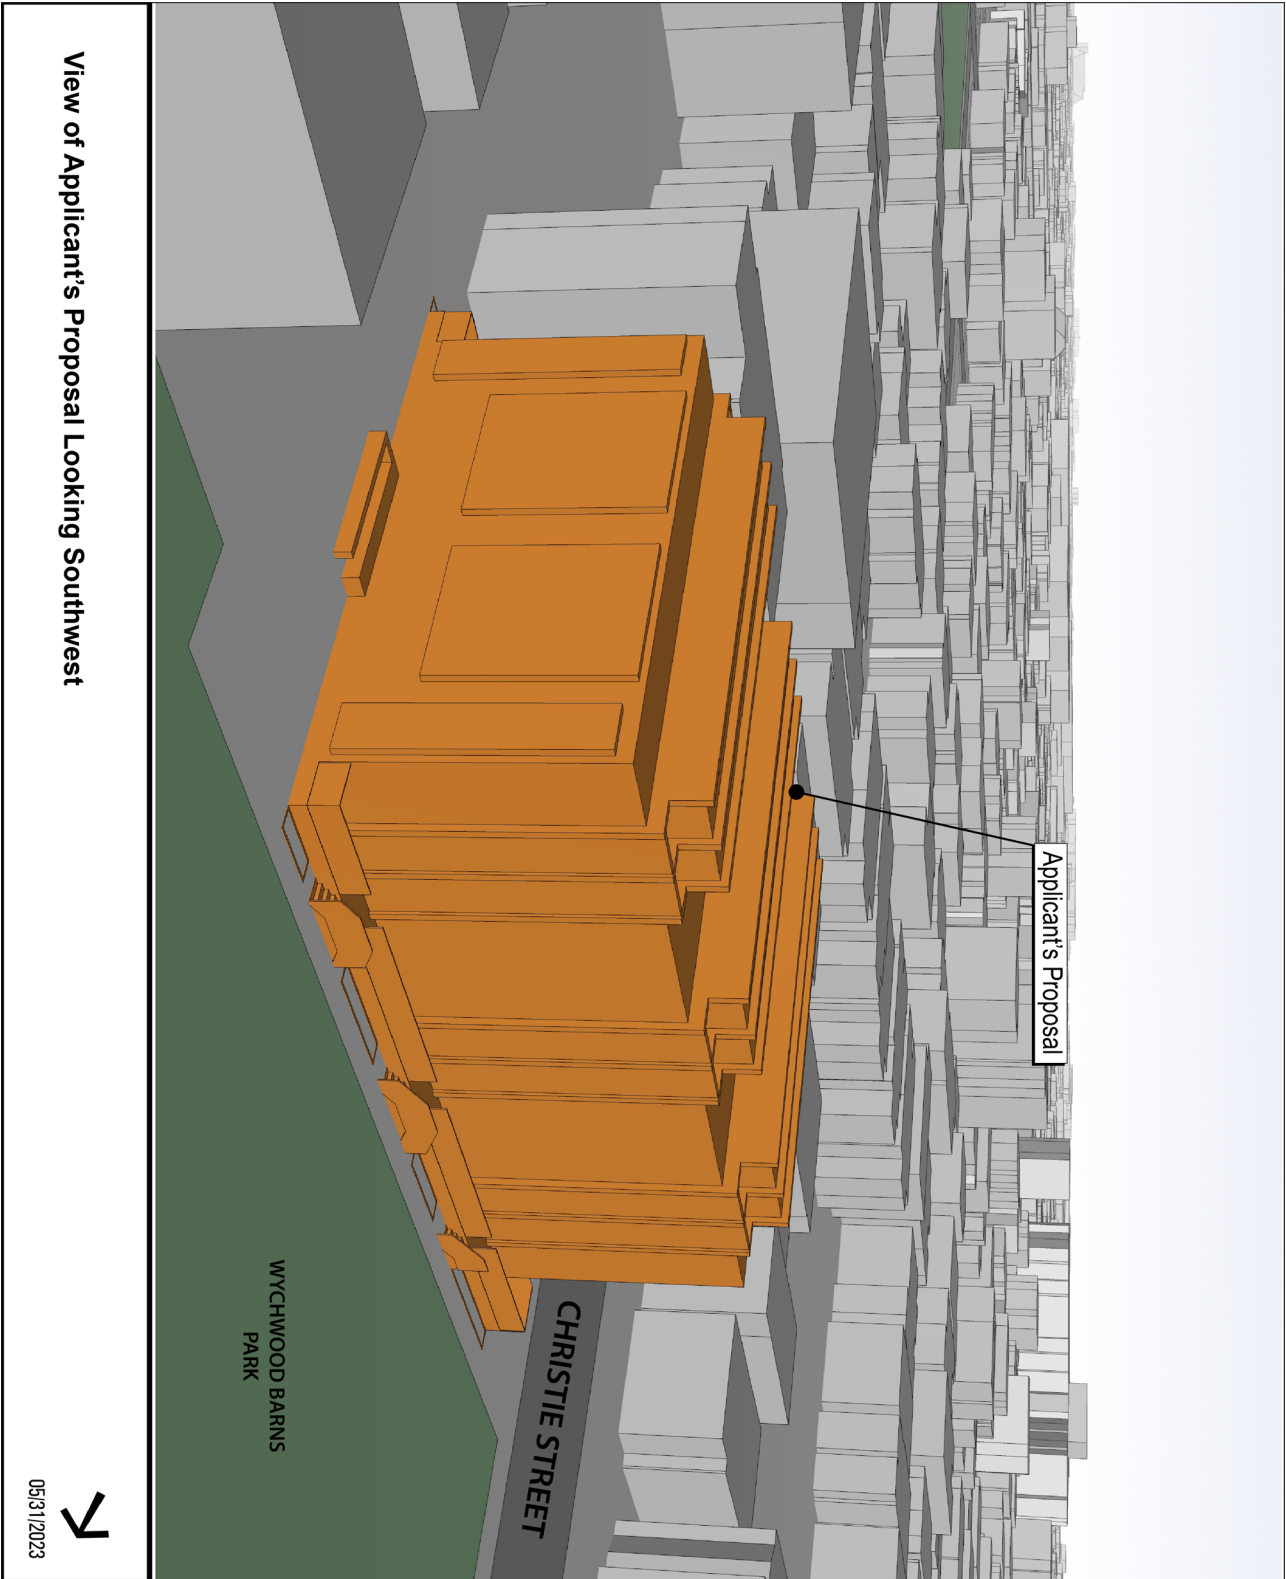 Applicant's Proposal
CHRISTIE STREET
WYCHWOOD BARNS
PARK
View of Applicant's Proposal Looking Southwest
05/31/2023